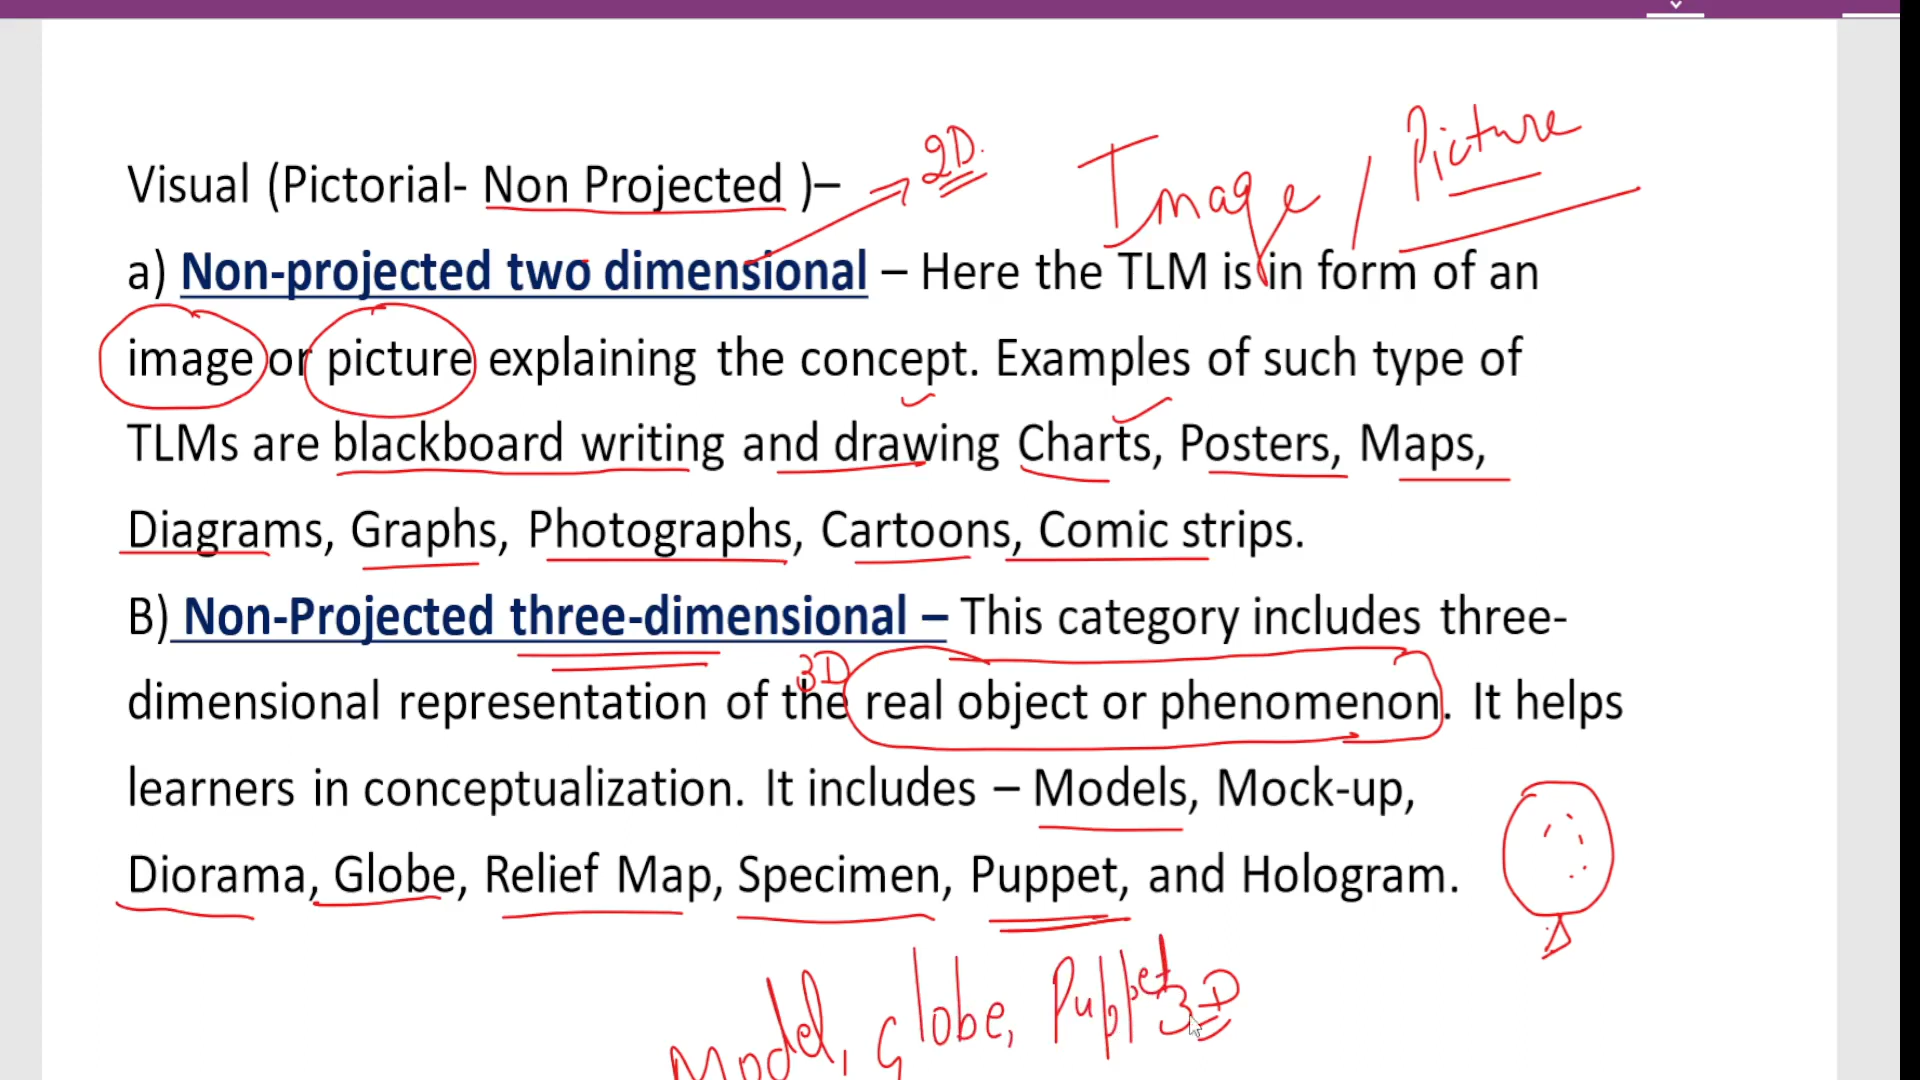 Visual (Pictorial- Non Projected )–
2D.
Image / Picture
a) Non-projected two dimensional – Here the TLM is in form of an
image or picture explaining the concept. Examples of such type of
TLMs are blackboard writing and drawing Charts, Posters, Maps,
Diagrams, Graphs, Photographs, Cartoons, Comic strips.
B) Non-Projected three-dimensional – This category includes three-
3D
dimensional representation of the real object or phenomenon. It helps
learners in conceptualization. It includes – Models, Mock-up,
Diorama, Globe, Relief Map, Specimen, Puppet, and Hologram.
Model, Globe, Puppet
3D